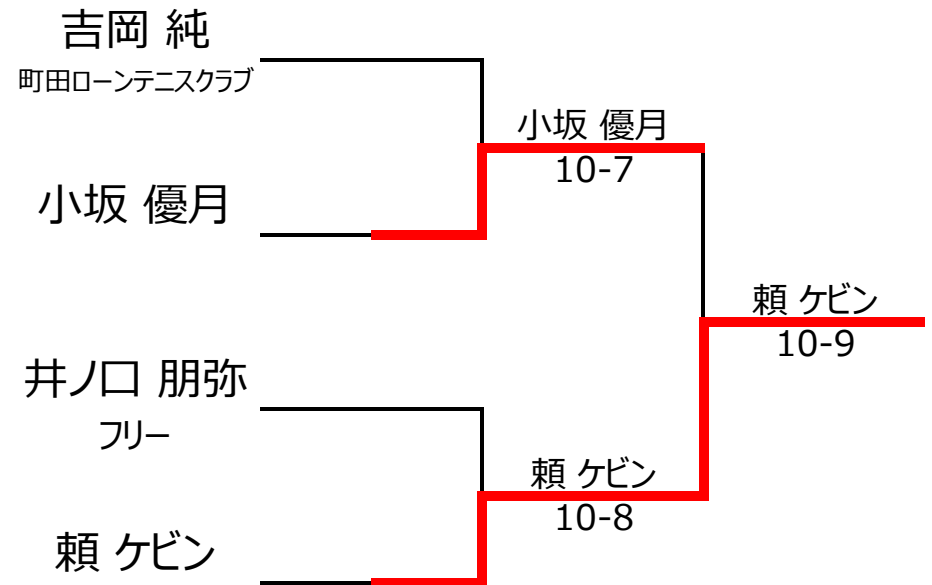 吉岡 純
町田ローンテニスクラブ
小坂 優月
10-7
小坂 優月
頼 ケビン
10-9
井ノ口 朋弥
フリー
頼 ケビン
10-8
頼 ケビン